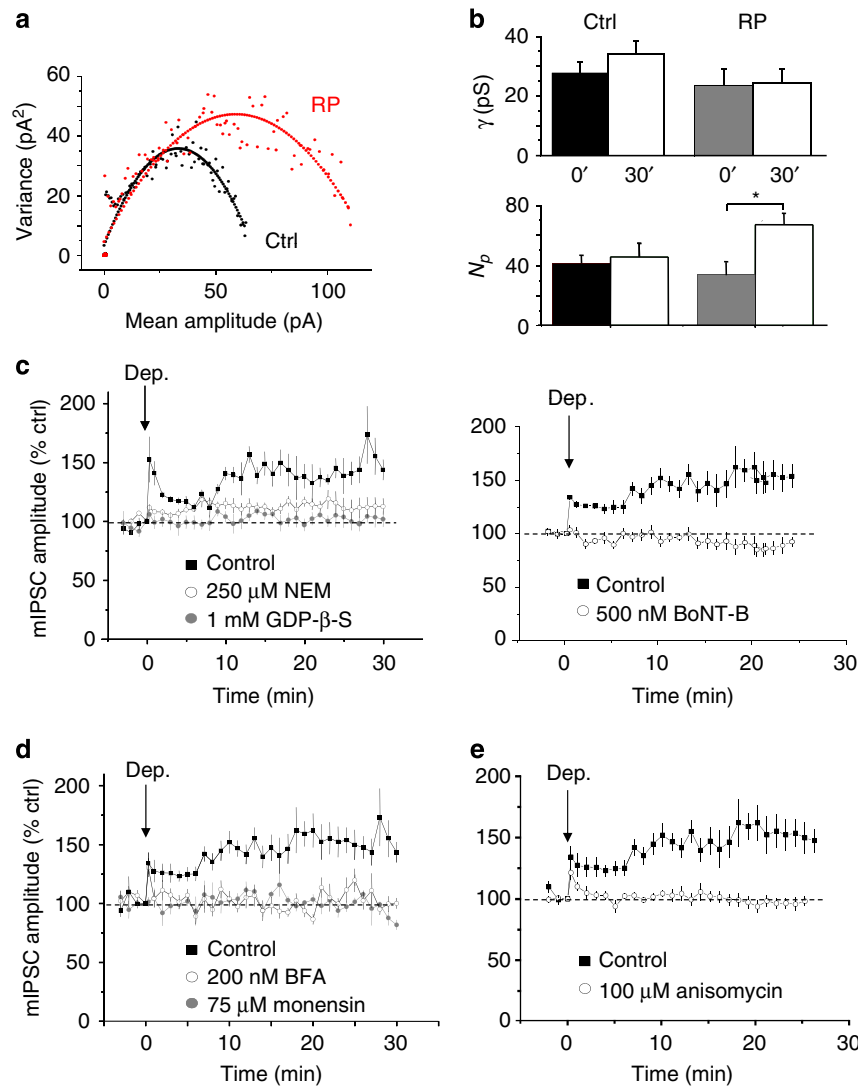 a
60
40
20
0
Variance (pA²)
RP
Ctrl
0
50
100
Mean amplitude (pA)
b
Ctrl
RP
40
20
0
γ (pS)
0′
30′
0′
30′
80
40
0
Nₚ
*
c
Dep.
200
150
100
50
0
mIPSC amplitude (% ctrl)
Control
250 μM NEM
1 mM GDP-β-S
0
10
20
30
Time (min)
Dep.
200
150
100
50
0
Control
500 nM BoNT-B
0
10
20
30
Time (min)
d
Dep.
200
150
100
50
0
mIPSC amplitude (% ctrl)
Control
200 nM BFA
75 μM monensin
0
10
20
30
Time (min)
e
Dep.
200
150
100
50
0
Control
100 μM anisomycin
0
10
20
30
Time (min)